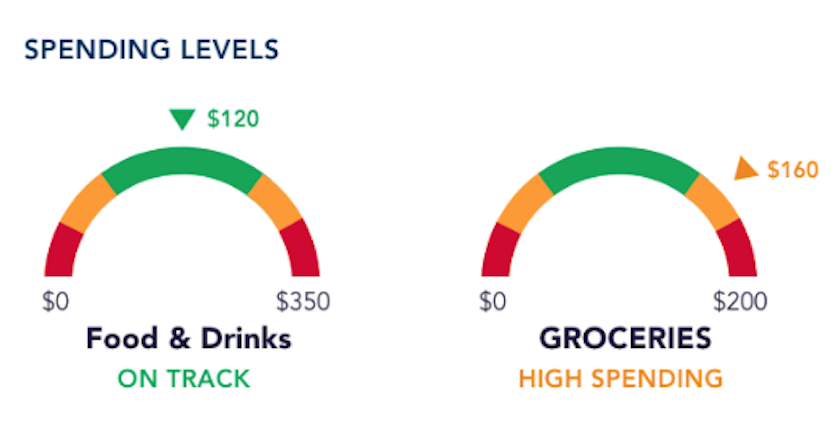 SPENDING LEVELS
$120
$160
$0
$350
$0
$200
Food & Drinks
GROCERIES
ON TRACK
HIGH SPENDING